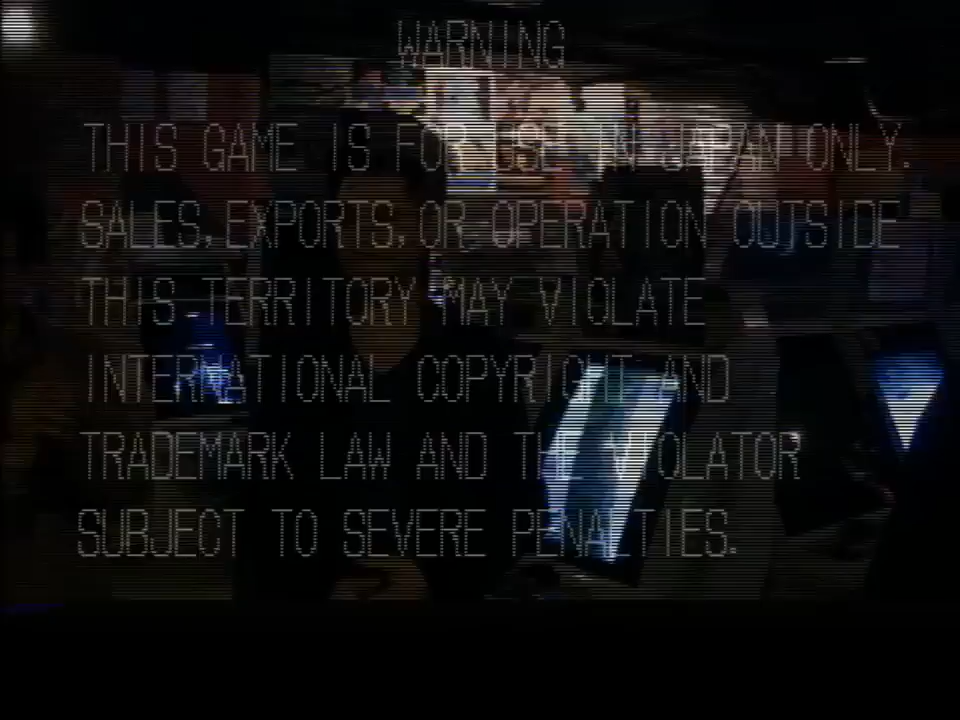 WARNING
THIS GAME IS FOR USE IN JAPAN ONLY.
SALES, EXPORTS, OR OPERATION OUTSIDE
THIS TERRITORY MAY VIOLATE
INTERNATIONAL COPYRIGHT AND
TRADEMARK LAW AND THE VIOLATOR
SUBJECT TO SEVERE PENALTIES.